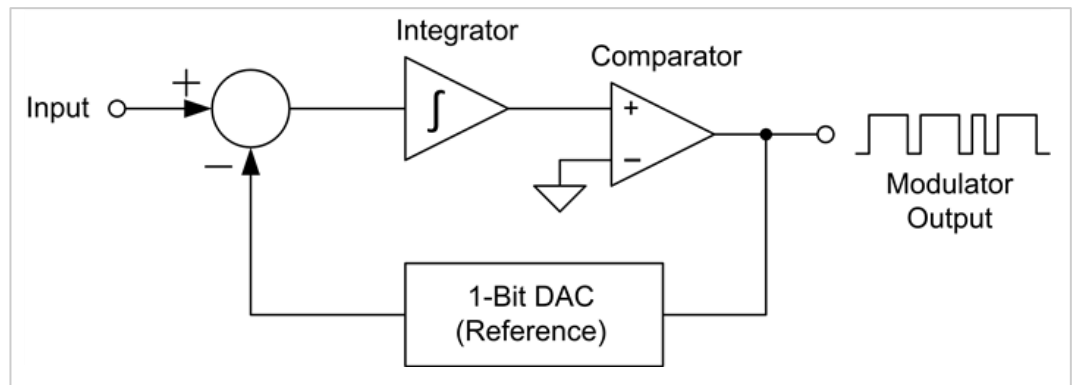 Integrator
Comparator
Input
+
−
∫
+
−
Modulator
Output
1-Bit DAC
(Reference)